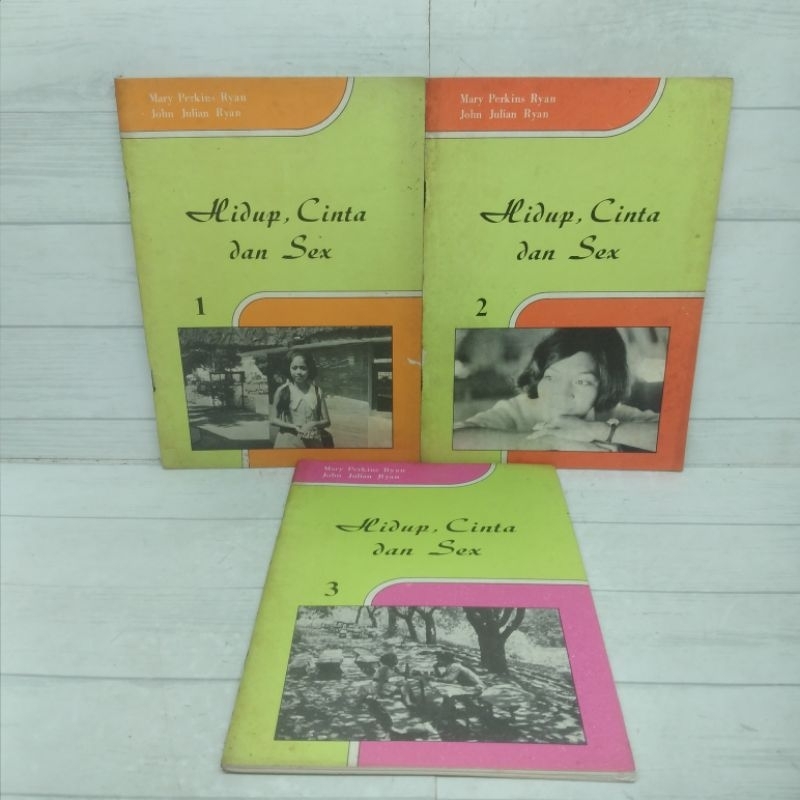 Mary Perkins Ryan
John Julian Ryan
Hidup, Cinta
dan Sex
1
Mary Perkins Ryan
John Julian Ryan
Hidup, Cinta
dan Sex
2
Mary Perkins Ryan
John Julian Ryan
Hidup, Cinta
dan Sex
3